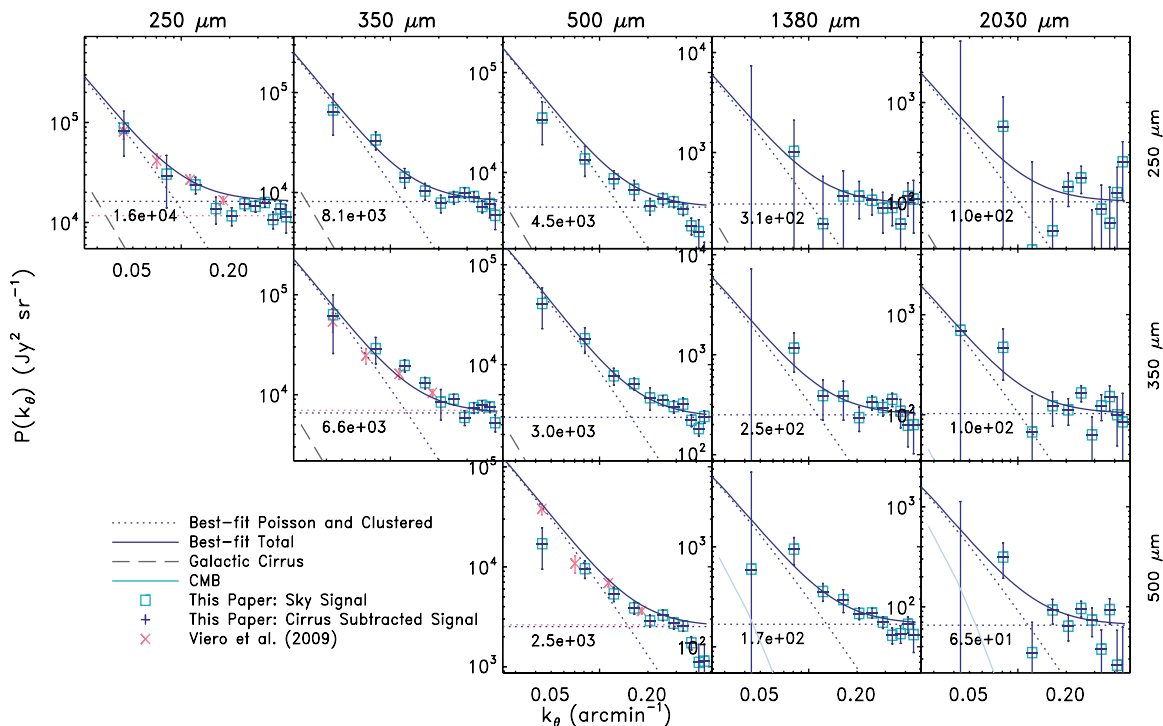 250 μm 350 μm 500 μm 1380 μm 2030 μm
10⁵
10⁴
1.6e+04
0.05 0.20
10⁵
10⁴
8.1e+03
10⁵
10⁴
4.5e+03
10⁴
10³
10²
3.1e+02
10³
10²
1.0e+02
250 μm
10⁵
10⁴
6.6e+03
10⁵
10⁴
3.0e+03
10⁴
10³
10²
2.5e+02
10³
10²
1.0e+02
350 μm
10⁵
10⁴
10³
2.5e+03
0.05 0.20
10³
10²
1.7e+02
0.05 0.20
10³
10²
6.5e+01
0.05 0.20
500 μm
P(kθ) (Jy² sr⁻¹)
Best-fit Poisson and Clustered
Best-fit Total
Galactic Cirrus
CMB
This Paper: Sky Signal
This Paper: Cirrus Subtracted Signal
Viero et al. (2009)
kθ (arcmin⁻¹)